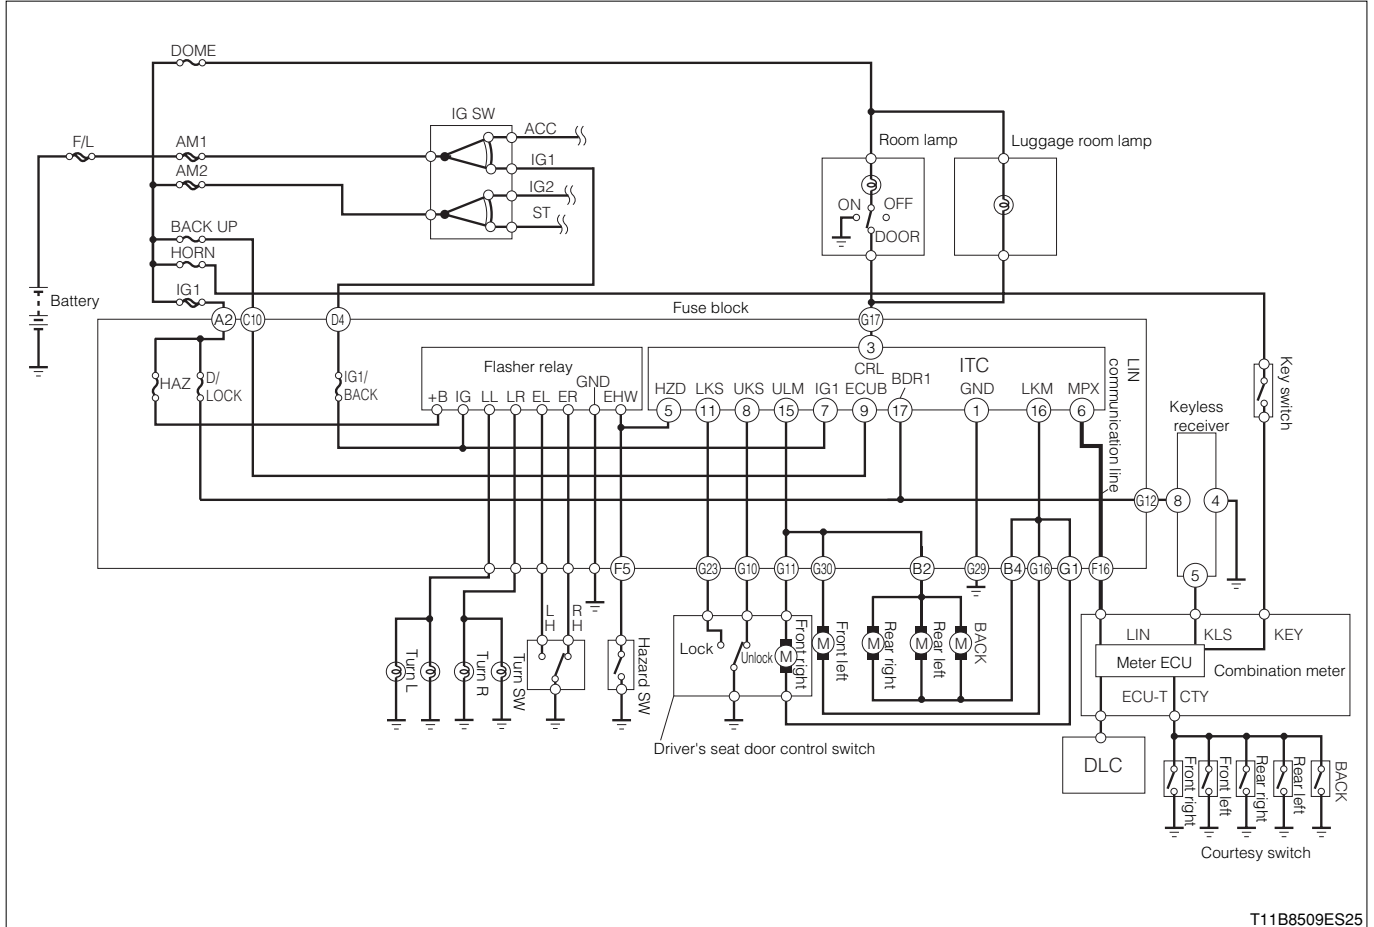 DOME
IG SW
F/L
AM1
ACC
Room lamp
Luggage room lamp
IG1
AM2
IG2
ON
OFF
ST
DOOR
BACK UP
HORN
IG1
Battery
Fuse block
A2
C10
D4
G17
3
Flasher relay
GND
CRL
ITC
LIN
communication line
Key switch
HAZ
D/
LOCK
IG1/
BACK
+B
IG
LL
LR
EL
ER
EHW
HZD
LKS
UKS
ULM
IG1
ECUB
BDR1
GND
LKM
MPX
5
11
8
15
7
9
17
1
16
6
Keyless
receiver
G12
8
4
5
F5
G23
G10
G11
G30
B2
G29
B4
G16
G1
F16
L
H
R
H
Turn L
Turn R
Turn SW
Hazard SW
Lock
Unlock
M
Front right
M
Front left
M
Rear right
M
Rear left
M
BACK
Driver's seat door control switch
LIN
KLS
KEY
Meter ECU
Combination meter
ECU-T
CTY
DLC
Front right
Front left
Rear right
Rear left
BACK
Courtesy switch
T11B8509ES25